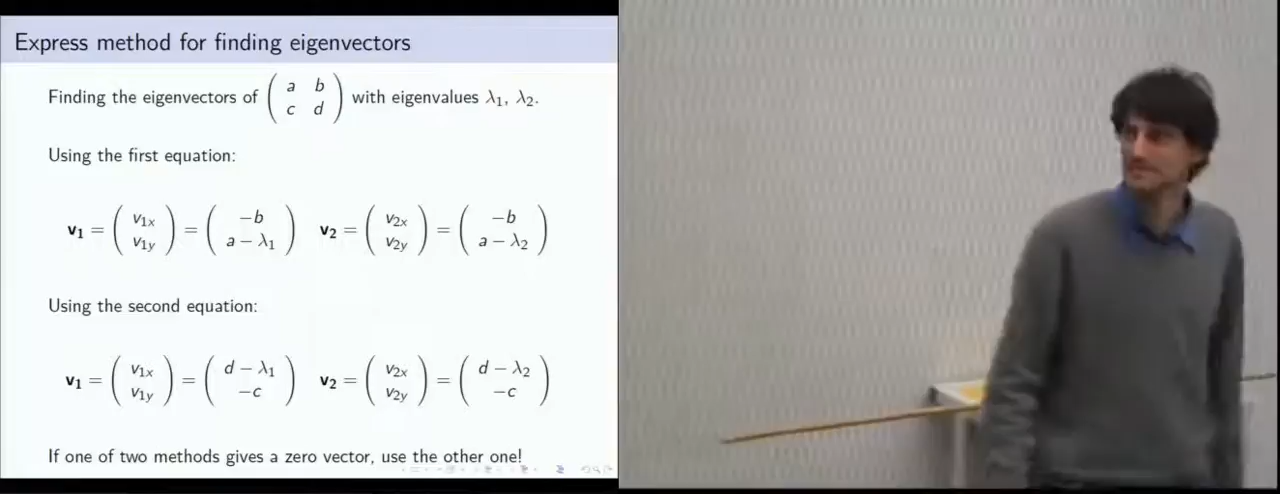 Express method for finding eigenvectors
Finding the eigenvectors of ( a b ; c d ) with eigenvalues λ₁, λ₂.
Using the first equation:
v₁ = ( v₁ₓ ; v₁y ) = ( −b ; a − λ₁ ) v₂ = ( v₂ₓ ; v₂y ) = ( −b ; a − λ₂ )
Using the second equation:
v₁ = ( v₁ₓ ; v₁y ) = ( d − λ₁ ; −c ) v₂ = ( v₂ₓ ; v₂y ) = ( d − λ₂ ; −c )
If one of two methods gives a zero vector, use the other one!